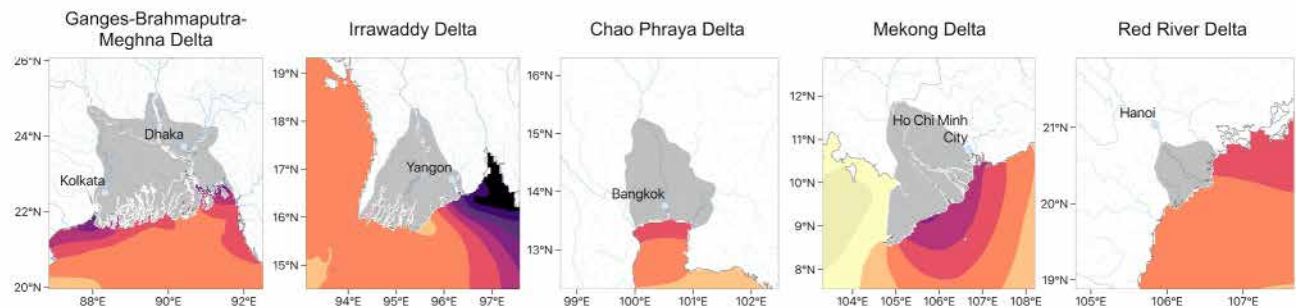 Ganges-Brahmaputra-
Meghna Delta
Irrawaddy Delta
Chao Phraya Delta
Mekong Delta
Red River Delta
26°N
24°N
22°N
20°N
Dhaka
Kolkata
88°E
90°E
92°E
19°N
18°N
17°N
16°N
15°N
Yangon
94°E
95°E
96°E
97°E
16°N
15°N
14°N
13°N
Bangkok
99°E
100°E
101°E
102°E
12°N
11°N
10°N
9°N
8°N
Ho Chi Minh
City
104°E
105°E
106°E
107°E
108°E
21°N
20°N
19°N
Hanoi
105°E
106°E
107°E